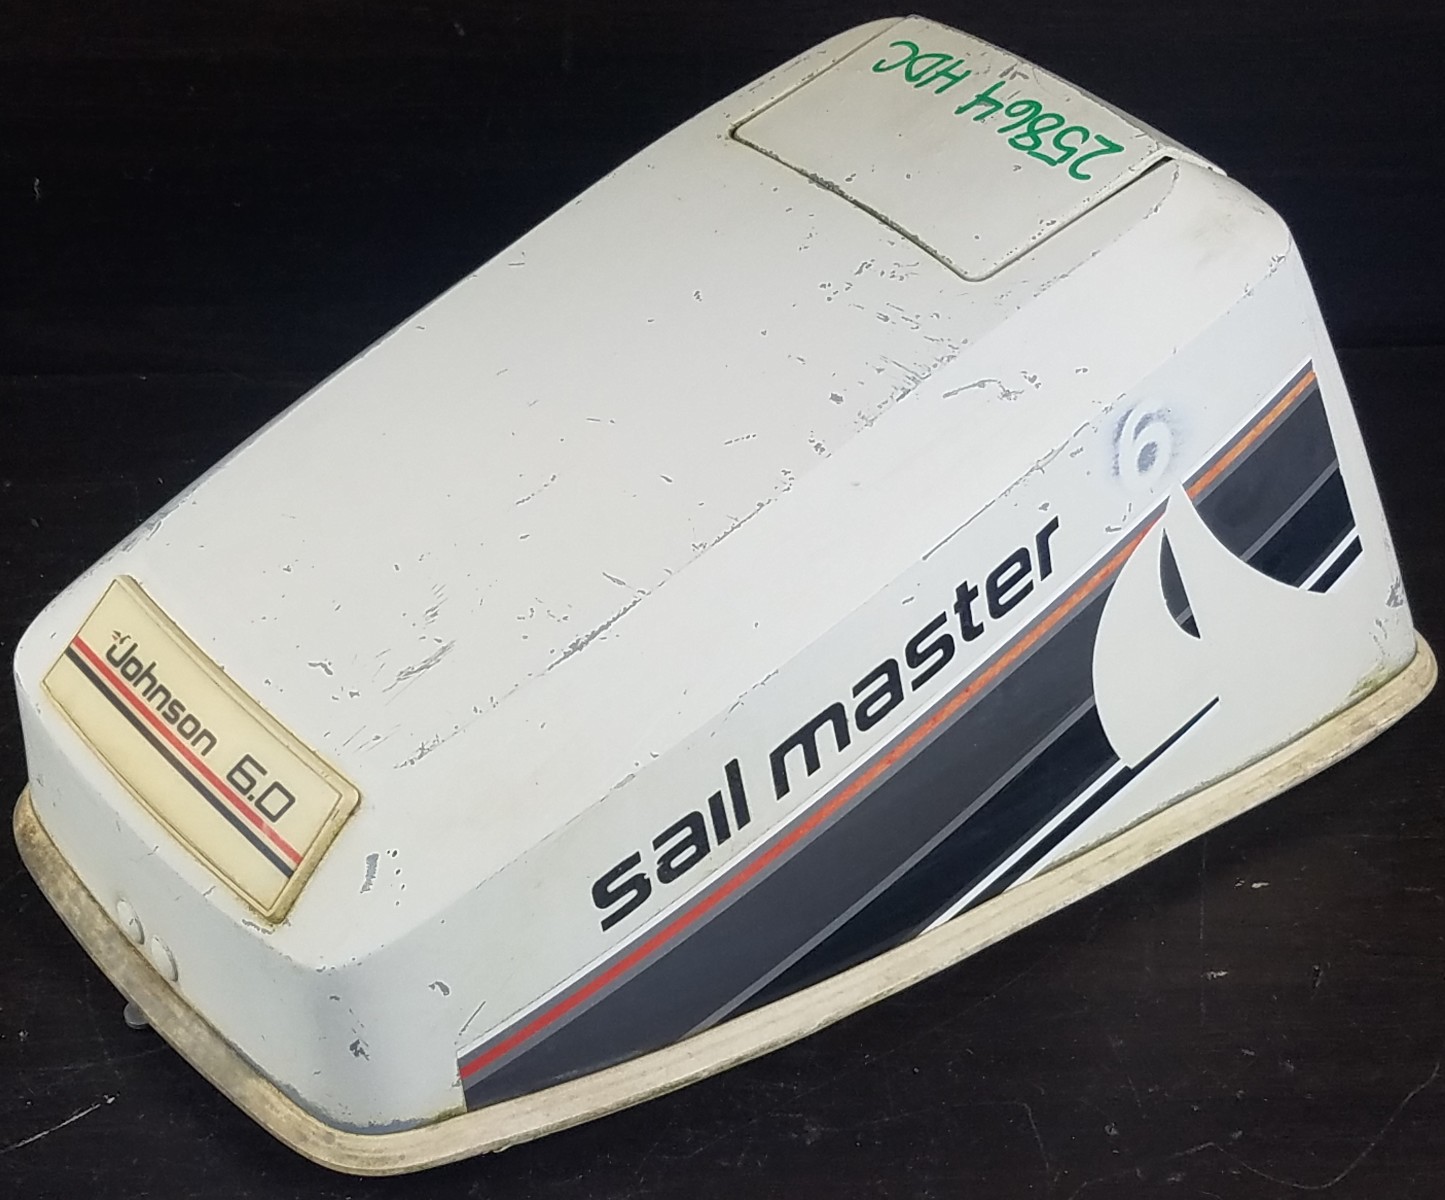 25864 HDC
6
sail master
Johnson 6.0